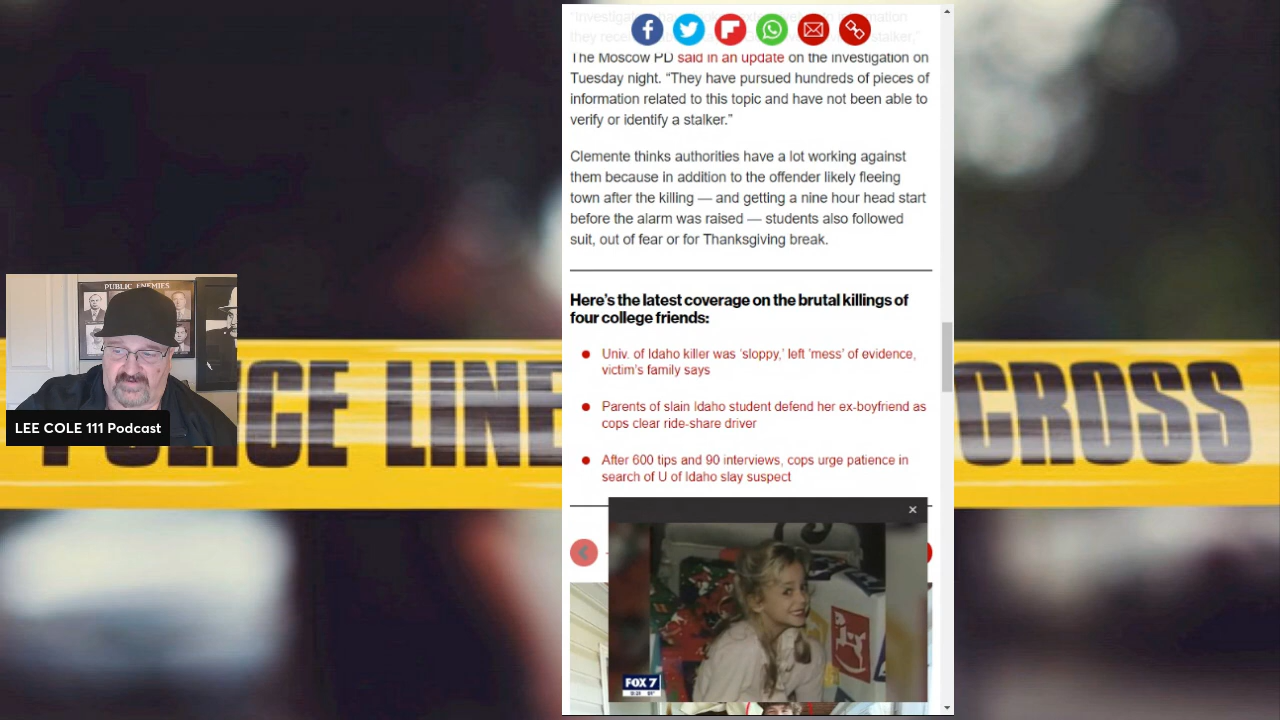 "Investigat
they rece
stalker."
The Moscow PD said in an update on the investigation on
Tuesday night. “They have pursued hundreds of pieces of
information related to this topic and have not been able to
verify or identify a stalker.”
Clemente thinks authorities have a lot working against
them because in addition to the offender likely fleeing
town after the killing — and getting a nine hour head start
before the alarm was raised — students also followed
suit, out of fear or for Thanksgiving break.
Here’s the latest coverage on the brutal killings of
four college friends:
Univ. of Idaho killer was ‘sloppy,’ left ‘mess’ of evidence,
victim’s family says
Parents of slain Idaho student defend her ex-boyfriend as
cops clear ride-share driver
After 600 tips and 90 interviews, cops urge patience in
search of U of Idaho slay suspect
FOX 7
PUBLIC ENEMIES
LEE COLE 111 Podcast
POLICE LINE
CROSS